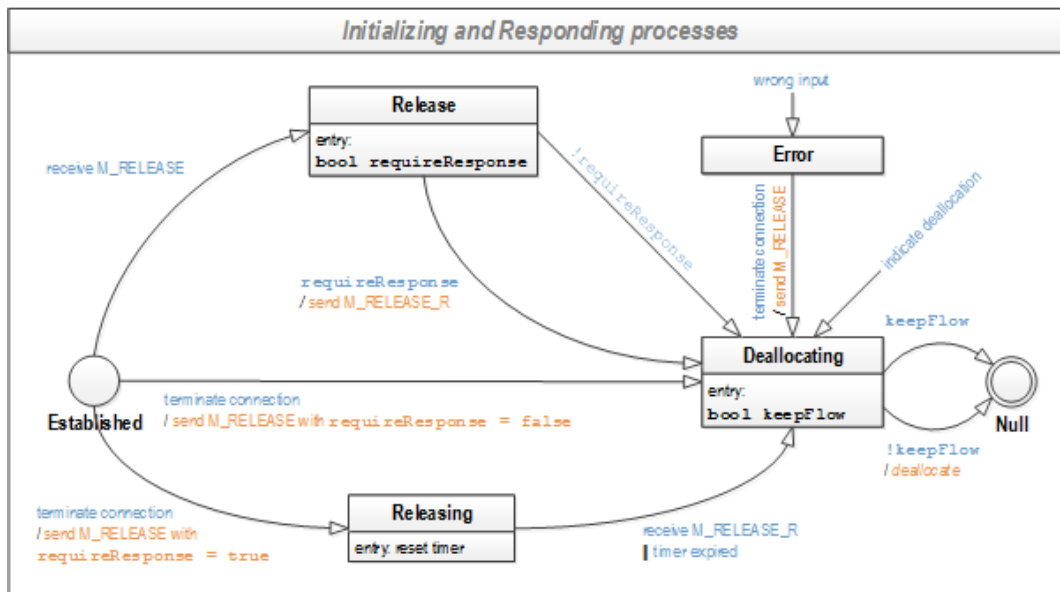 Initializing and Responding processes
wrong input
Release
entry:
bool requireResponse
Error
receive M_RELEASE
!requireResponse
terminate connection
/ send M_RELEASE
indicate deallocation
requireResponse
/ send M_RELEASE_R
keepFlow
Deallocating
entry:
bool keepFlow
Established
terminate connection
/ send M_RELEASE with requireResponse = false
Null
!keepFlow
/ deallocate
terminate connection
/ send M_RELEASE with
requireResponse = true
Releasing
entry: reset timer
receive M_RELEASE_R
|| timer expired